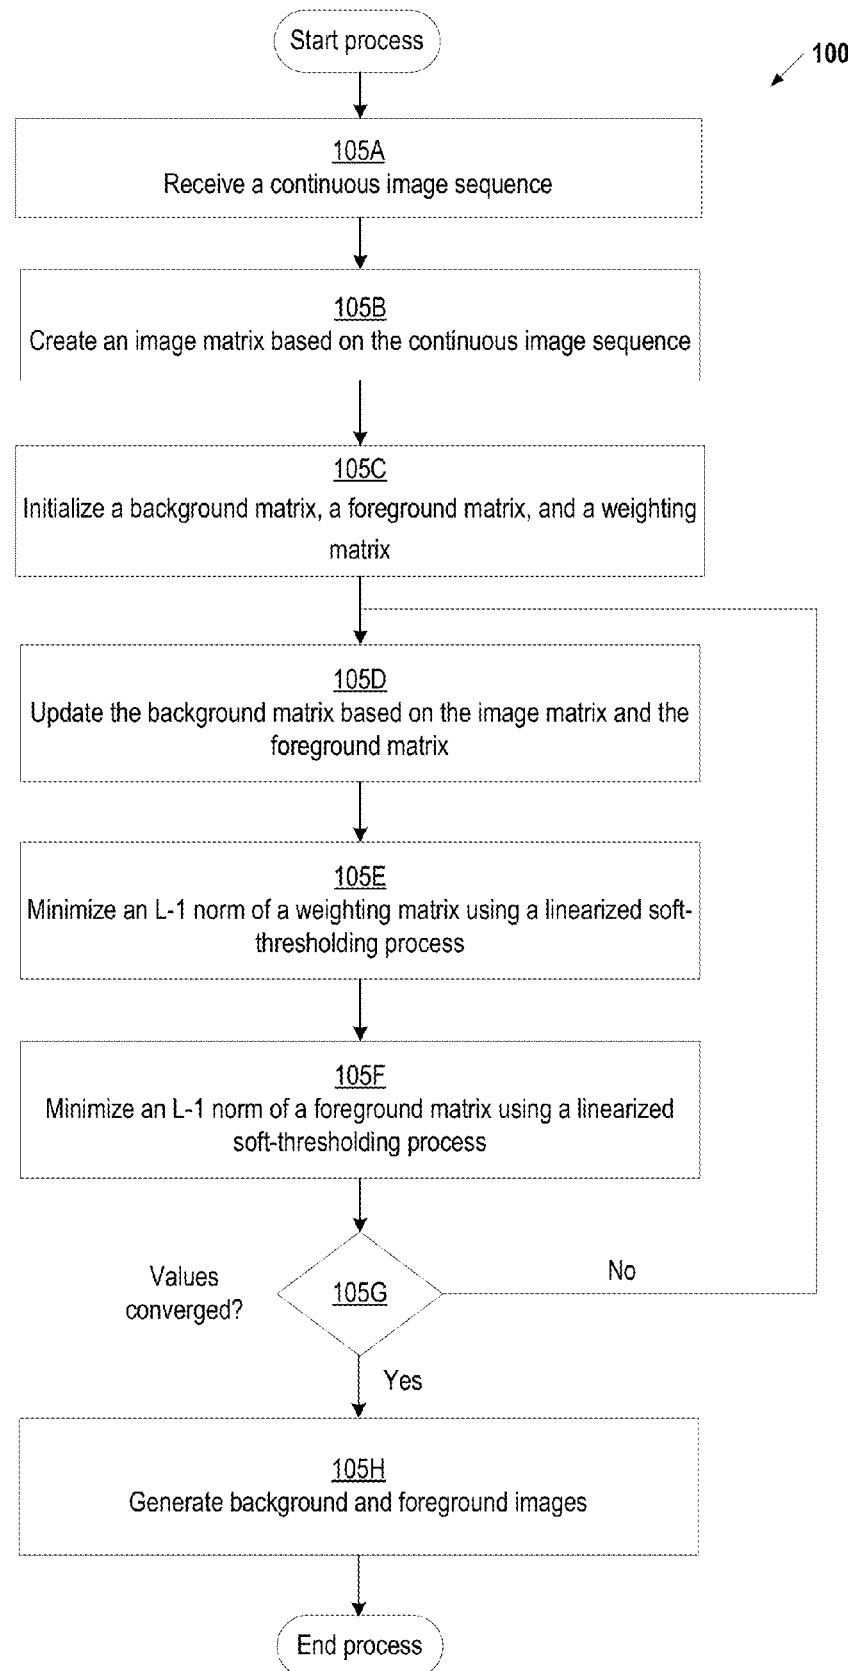 Start process
100
105A
Receive a continuous image sequence
105B
Create an image matrix based on the continuous image sequence
105C
Initialize a background matrix, a foreground matrix, and a weighting
matrix
105D
Update the background matrix based on the image matrix and the
foreground matrix
105E
Minimize an L-1 norm of a weighting matrix using a linearized soft-
thresholding process
105F
Minimize an L-1 norm of a foreground matrix using a linearized
soft-thresholding process
Values
converged?
105G
No
Yes
105H
Generate background and foreground images
End process